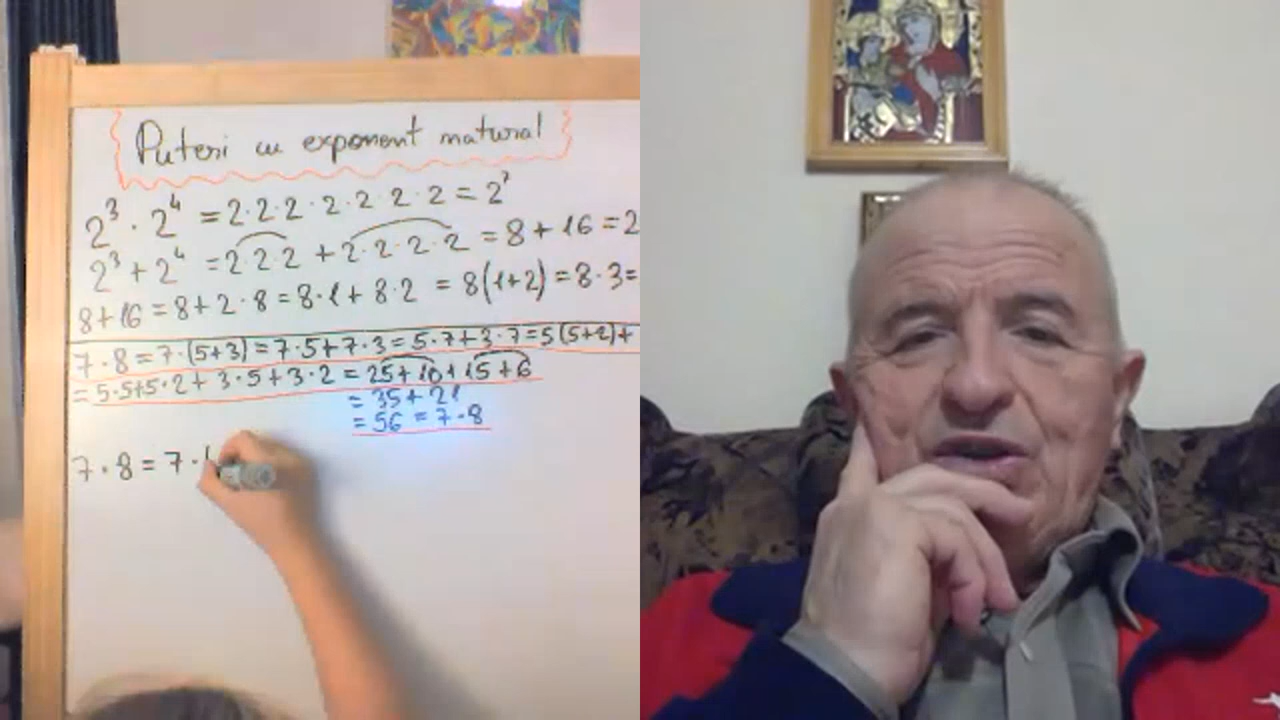 Puteri cu exponent natural
2³ · 2⁴ = 2·2·2·2·2·2·2 = 2⁷
2³ + 2⁴ = 2·2·2 + 2·2·2·2 = 8 + 16 = 2
8+16 = 8+2·8 = 8·1+8·2 = 8(1+2) = 8·3=
7·8 = 7·(5+3) = 7·5+7·3 = 5·7+3·7 = 5(5+2)+
= 5·5+5·2+3·5+3·2 = 25+10+15+6
= 35+21
= 56 = 7·8
7·8 = 7·